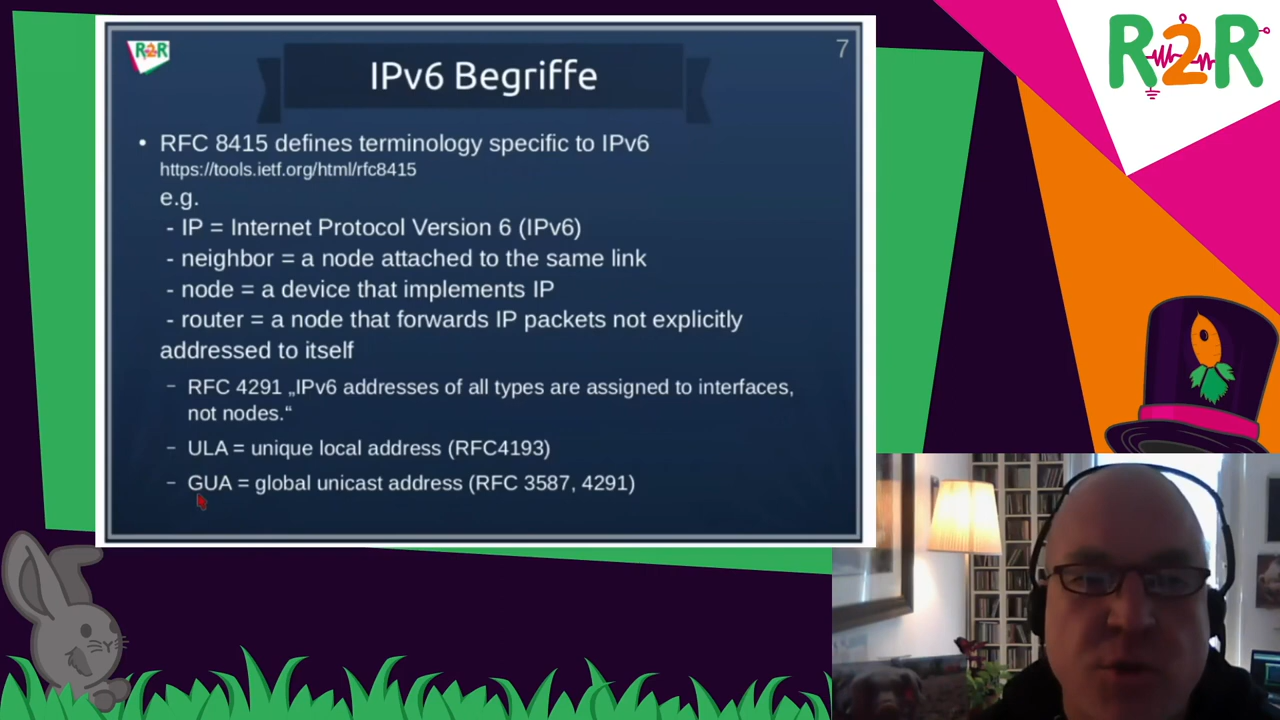 R2R
7
IPv6 Begriffe
R2R
• RFC 8415 defines terminology specific to IPv6
https://tools.ietf.org/html/rfc8415
e.g.
- IP = Internet Protocol Version 6 (IPv6)
- neighbor = a node attached to the same link
- node = a device that implements IP
- router = a node that forwards IP packets not explicitly
addressed to itself
– RFC 4291 „IPv6 addresses of all types are assigned to interfaces,
not nodes.“
– ULA = unique local address (RFC4193)
– GUA = global unicast address (RFC 3587, 4291)